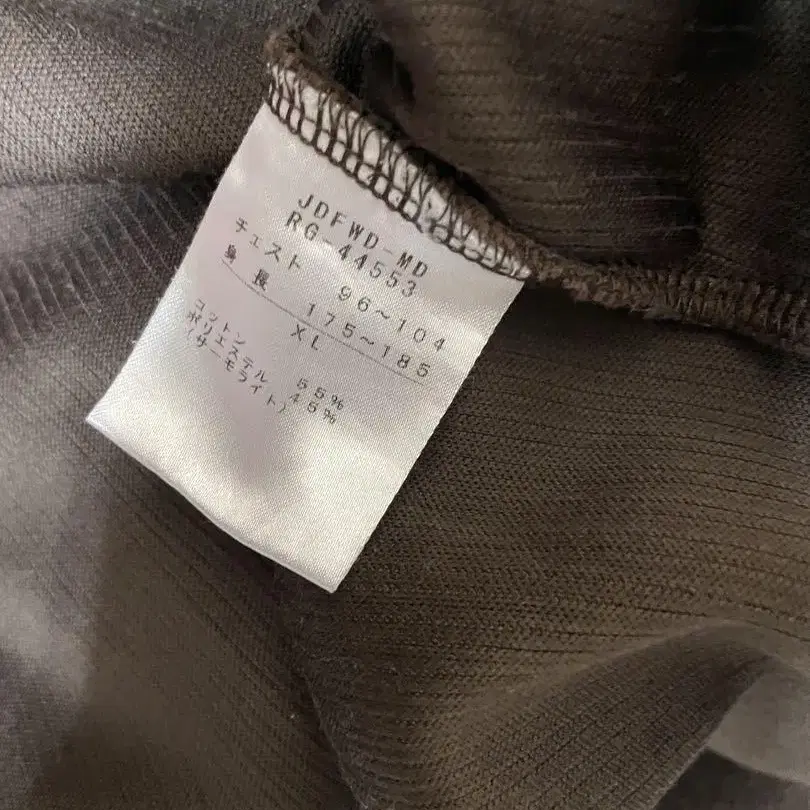 JDFWD-MD
RG-44553
チェスト 96~104
身長 175~185
XL
コットン 55%
ポリエステル 45%
(サーモライト)